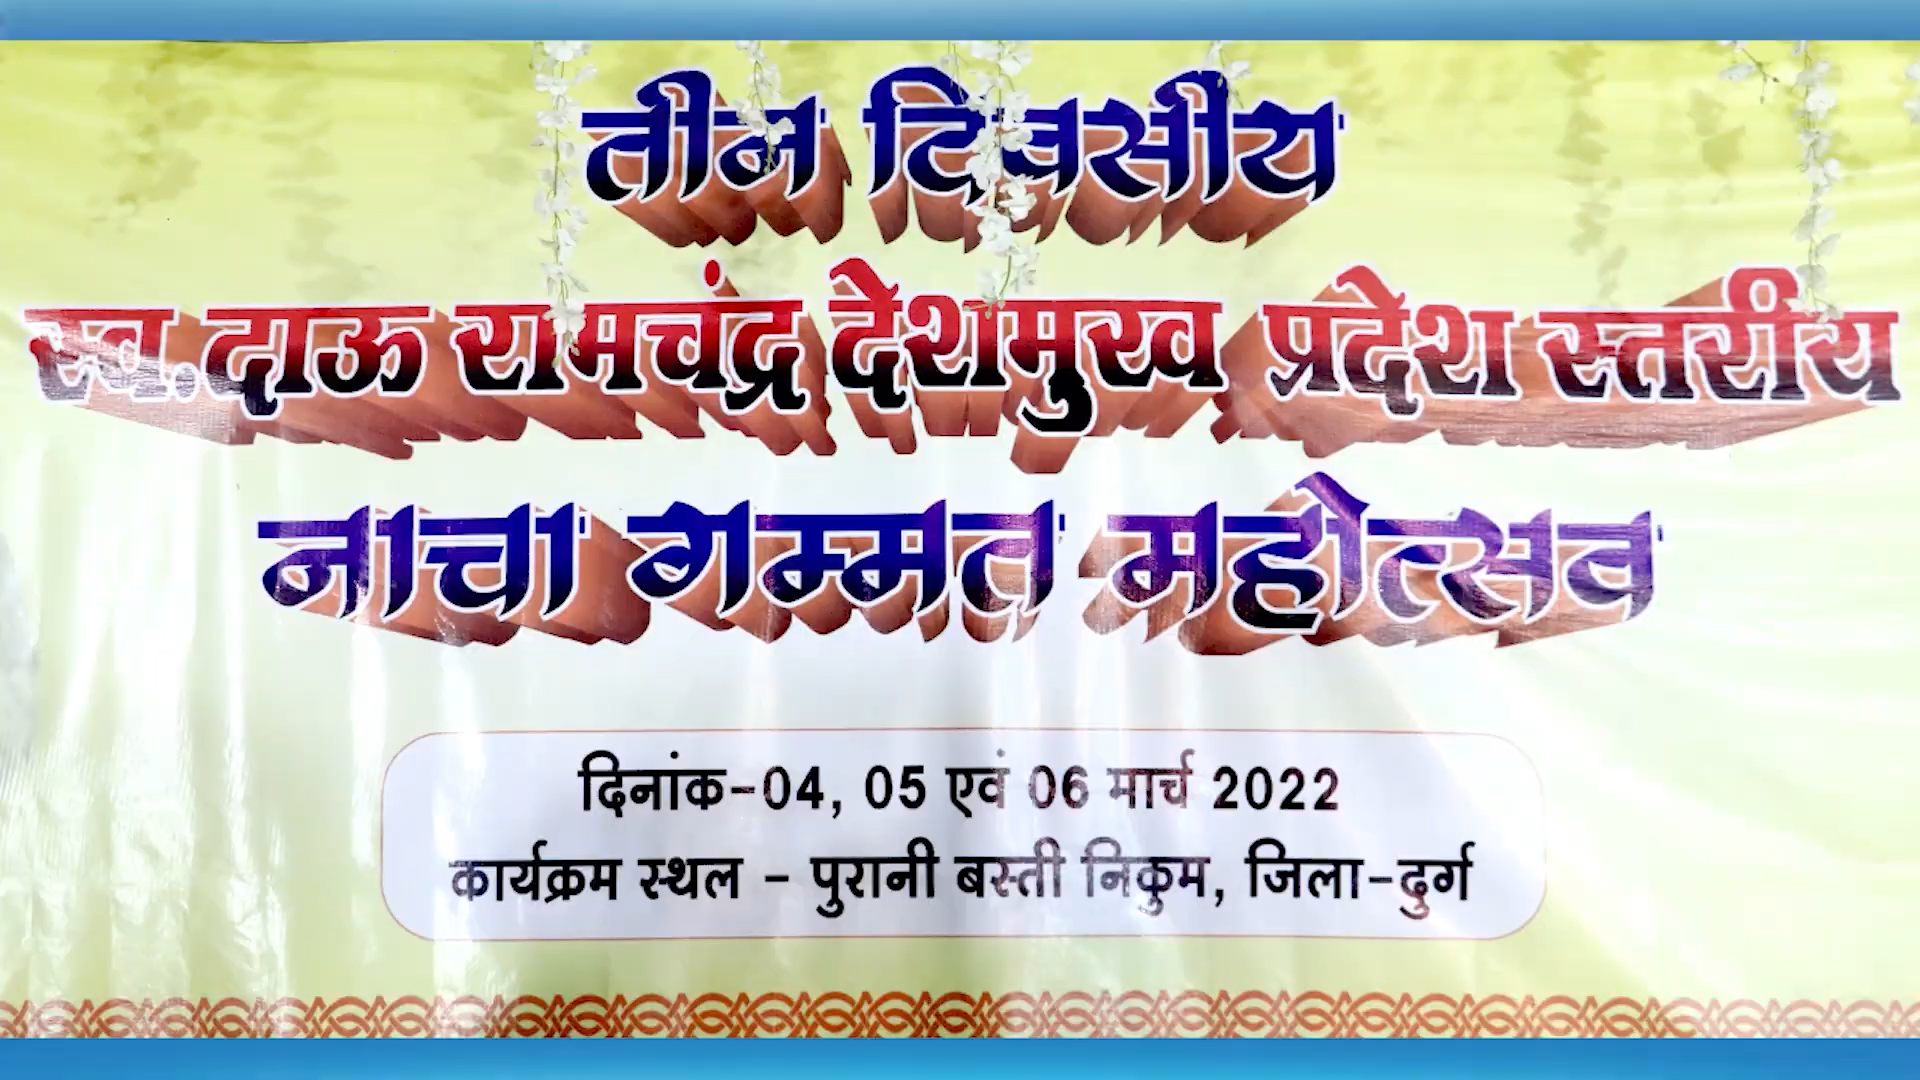 तीन दिवसीय
स्व.दाऊ रामचंद्र देशमुख प्रदेश स्तरीय
नाचा गम्मत महोत्सव
दिनांक-04, 05 एवं 06 मार्च 2022
कार्यक्रम स्थल - पुरानी बस्ती निकुम, जिला-दुर्ग